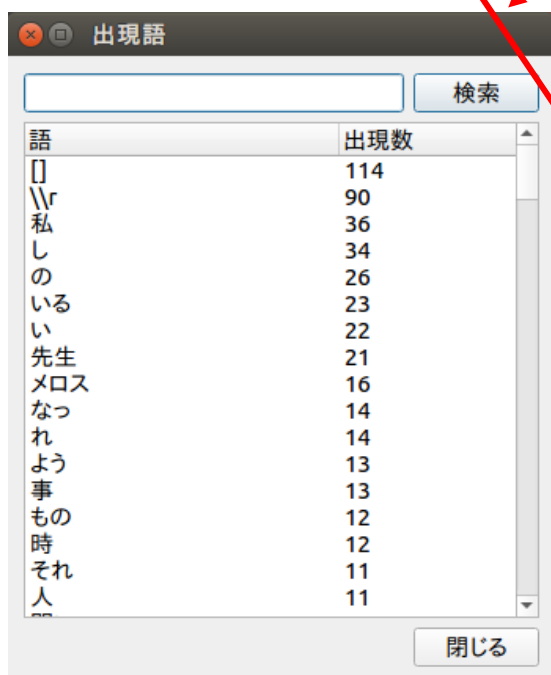 出現語
検索
語 出現数
[] 114
\\r 90
私 36
し 34
の 26
いる 23
い 22
先生 21
メロス 16
なっ 14
れ 14
よう 13
事 13
もの 12
時 12
それ 11
人 11
閉じる